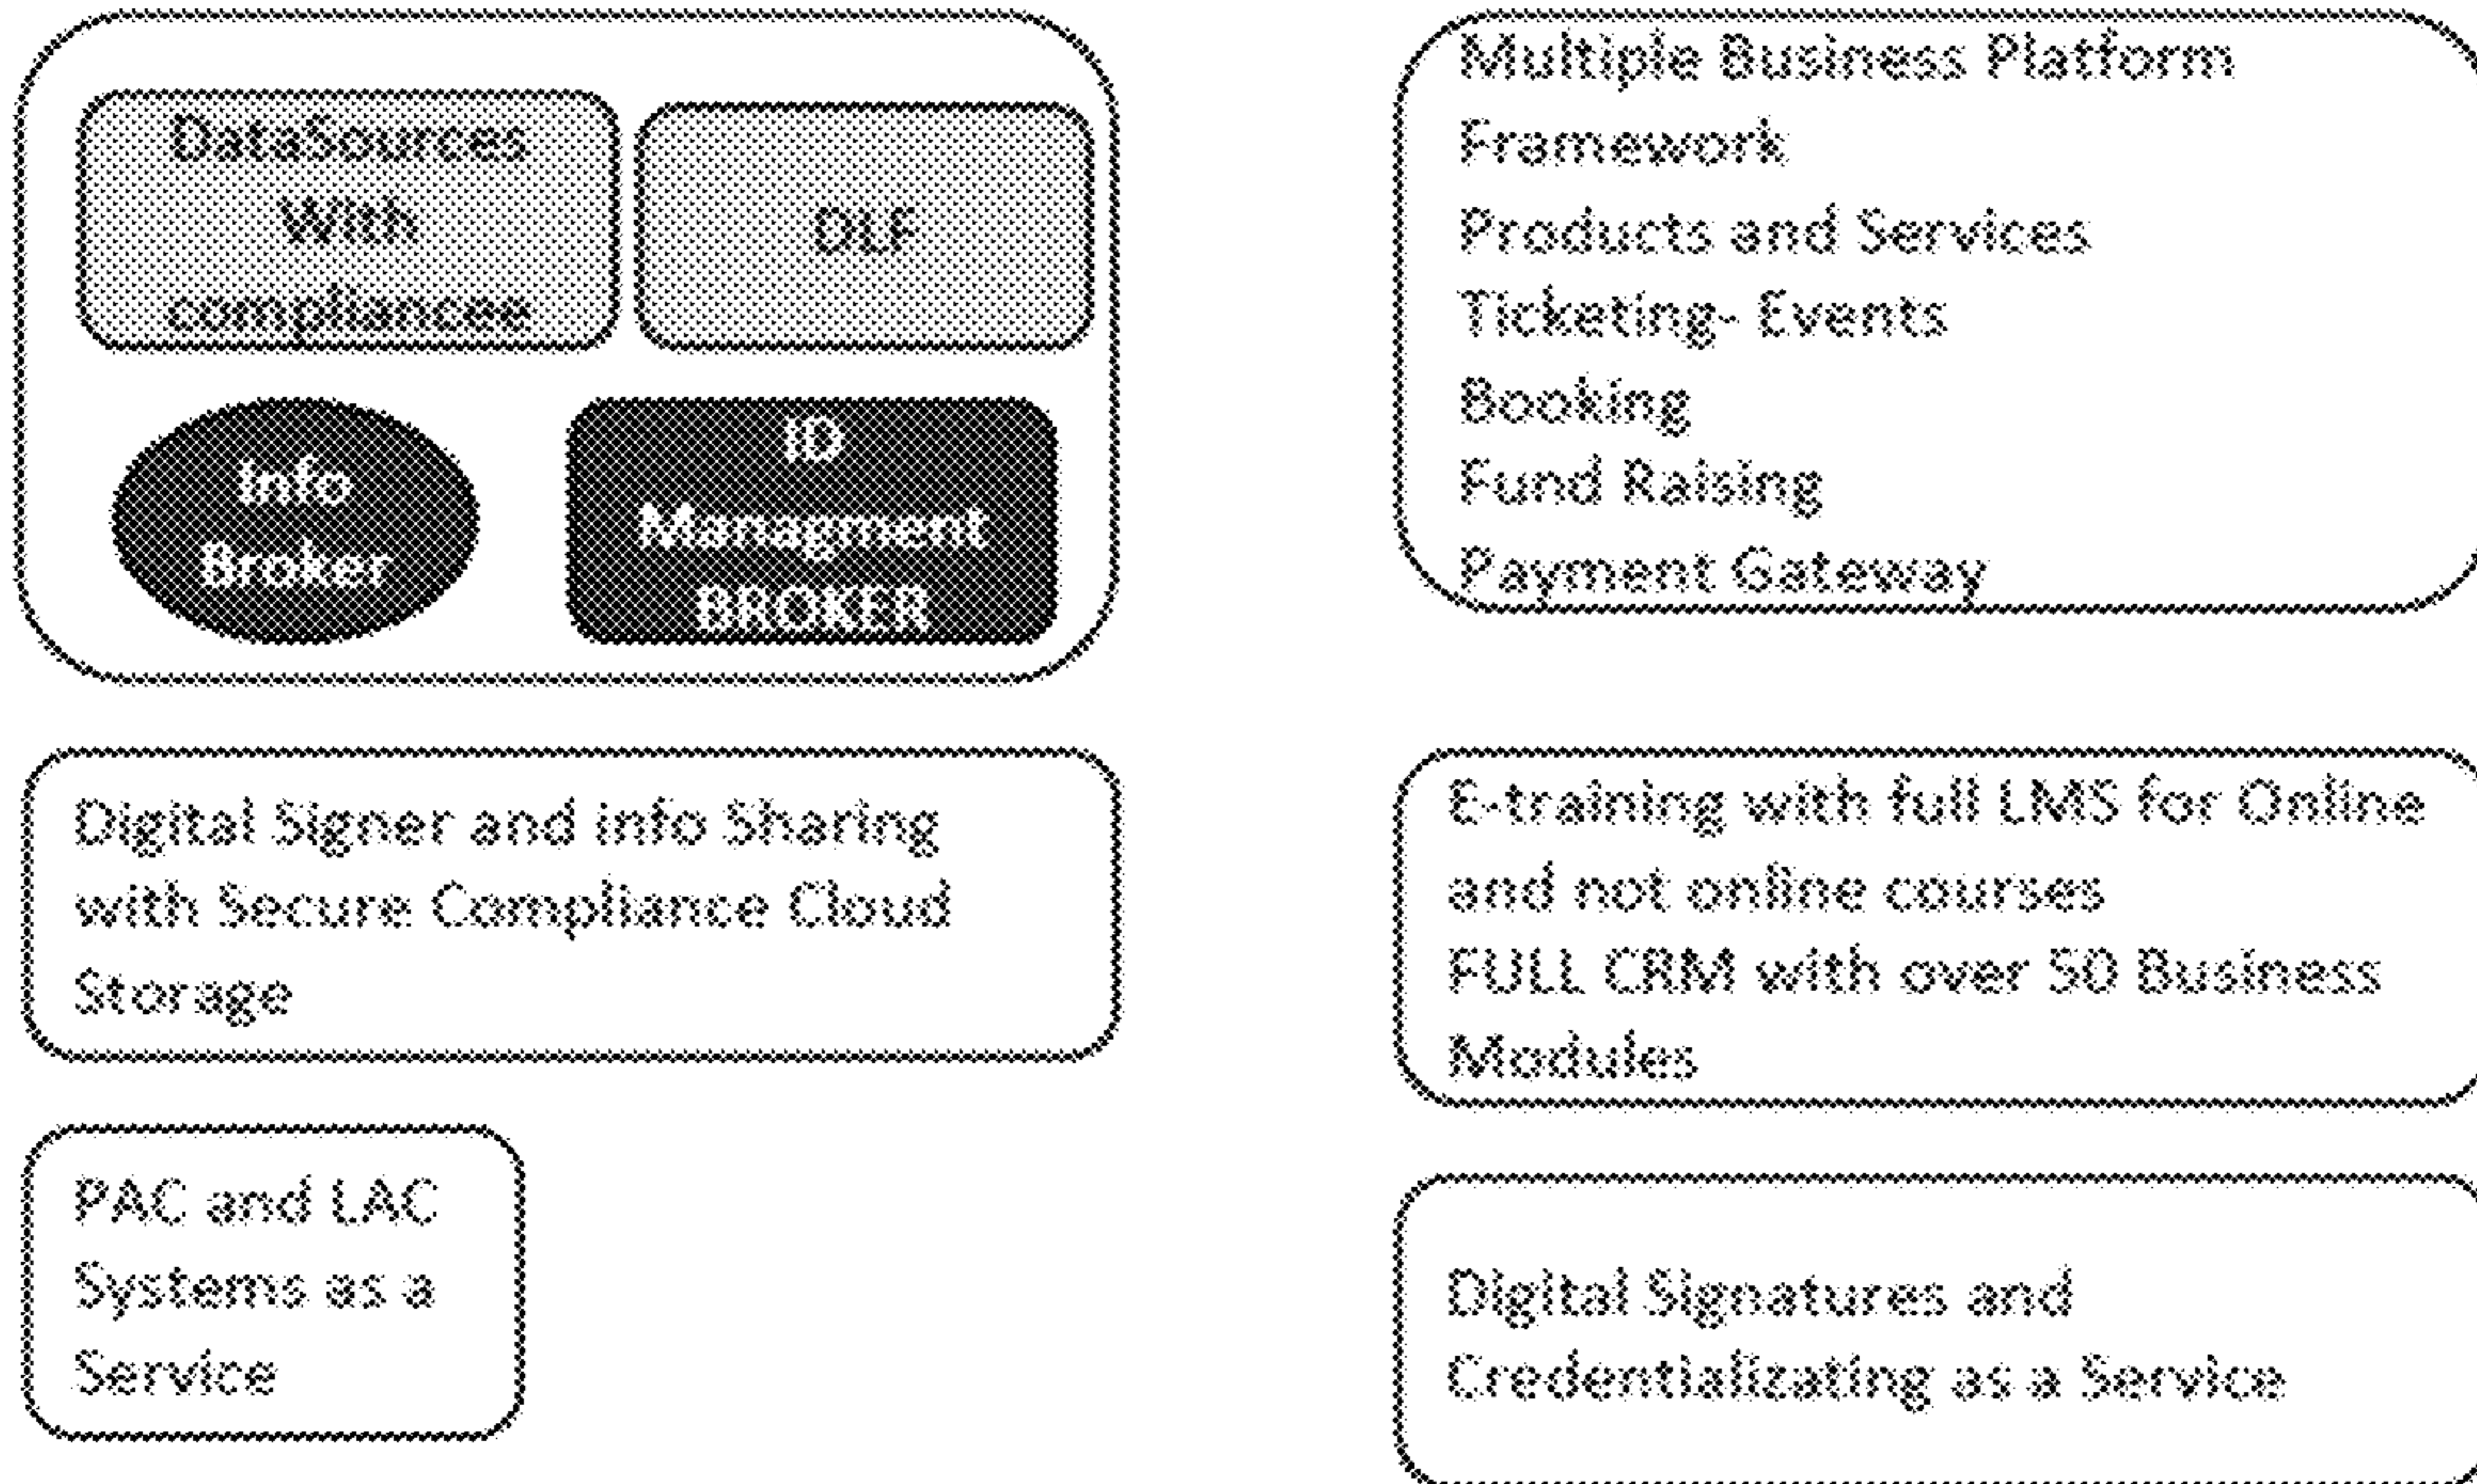 DataSources
With
compliancee
DLF
Info
Broker
ID
Managment
BROKER
Multiple Business Platform
Framework
Products and Services
Ticketing- Events
Booking
Fund Raising
Payment Gateway
Digital Signer and info Sharing
with Secure Compliance Cloud
Storage
E-training with full LMS for Online
and not online courses
FULL CRM with over 50 Business
Modules
PAC and LAC
Systems as a
Service
Digital Signatures and
Credentializating as a Service